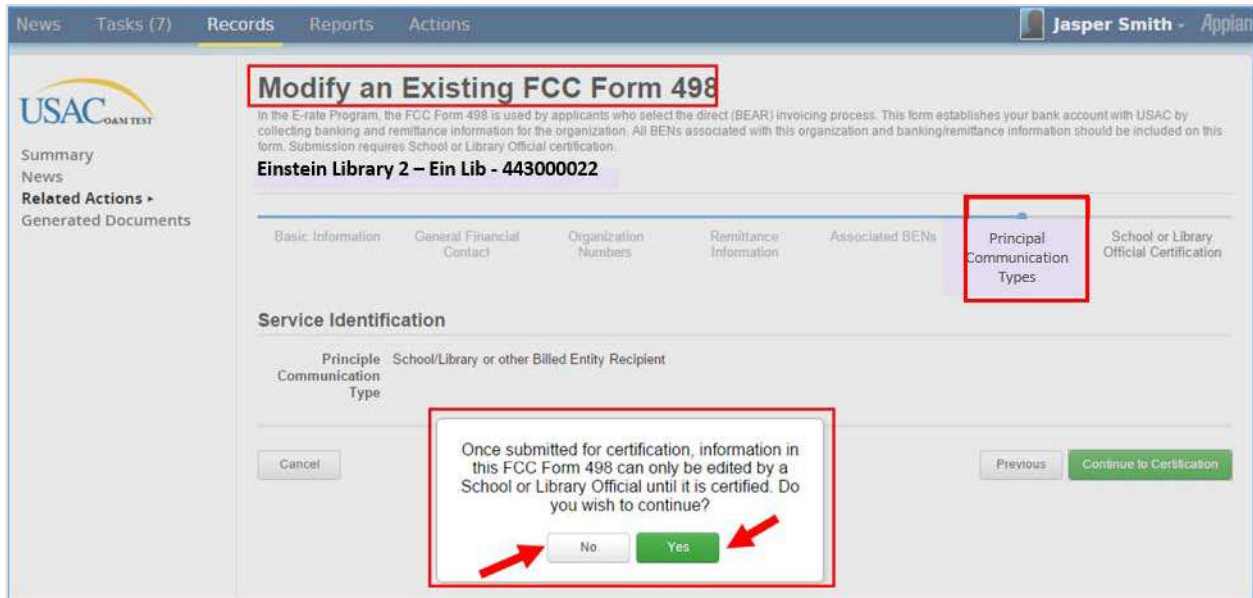 News Tasks (7) Records Reports Actions Jasper Smith - Appian
USAC O&M TEST
Summary
News
Related Actions ▸
Generated Documents
Modify an Existing FCC Form 498
In the E-rate Program, the FCC Form 498 is used by applicants who select the direct (BEAR) invoicing process. This form establishes your bank account with USAC by
collecting banking and remittance information for the organization. All BENs associated with this organization and banking/remittance information should be included on this
form. Submission requires School or Library Official certification.
Einstein Library 2 – Ein Lib - 443000022
Basic Information
General Financial
Contact
Organization
Numbers
Remittance
Information
Associated BENs
Principal
Communication
Types
School or Library
Official Certification
Service Identification
Principle School/Library or other Billed Entity Recipient
Communication
Type
Once submitted for certification, information in
this FCC Form 498 can only be edited by a
School or Library Official until it is certified. Do
you wish to continue?
No Yes
Cancel Previous Continue to Certification